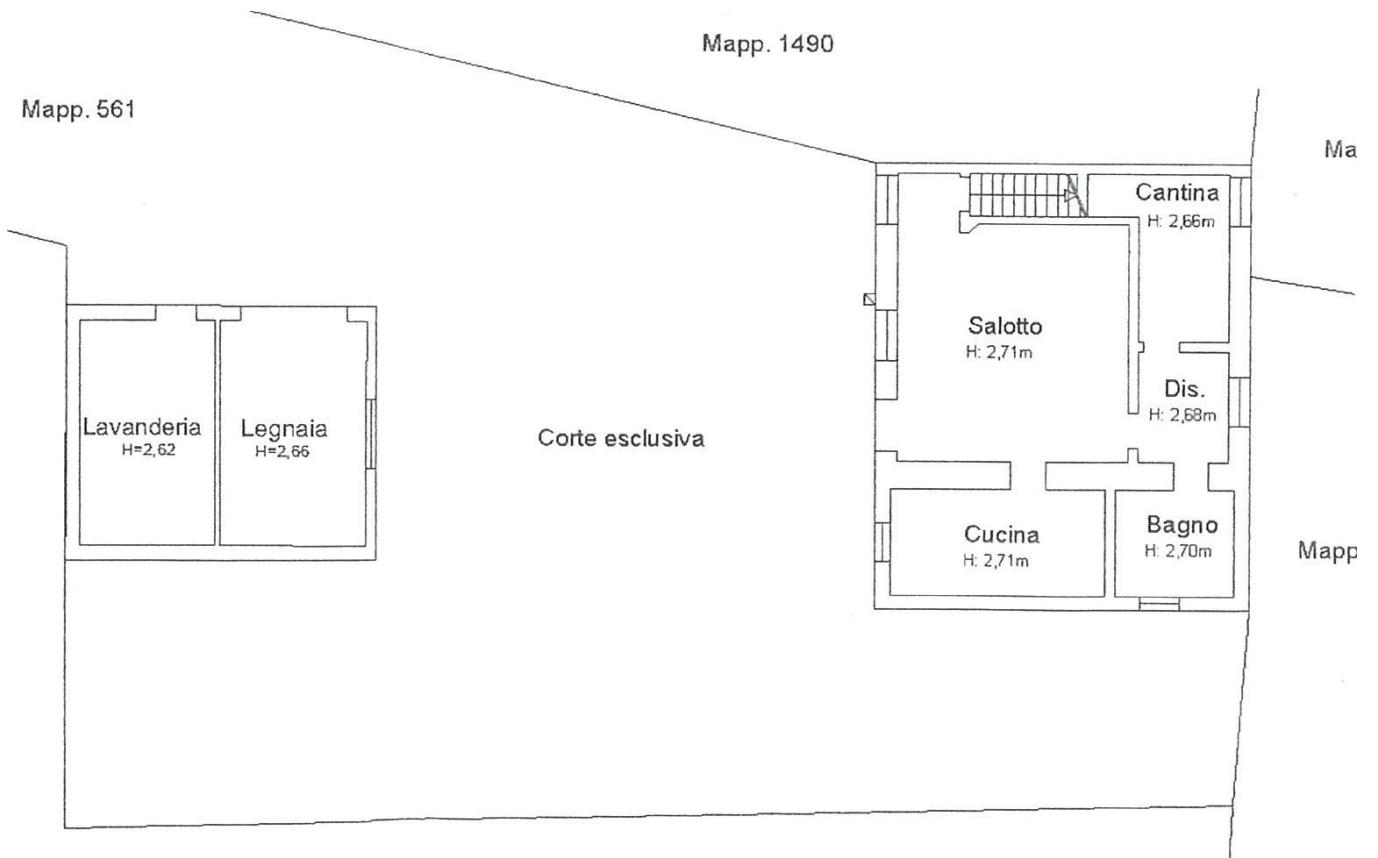 Mapp. 1490
Mapp. 561
Ma
Cantina
H: 2,66m
Salotto
H: 2,71m
Dis.
H: 2,68m
Lavanderia
H=2,62
Legnaia
H=2,66
Corte esclusiva
Cucina
H: 2,71m
Bagno
H: 2,70m
Mapp